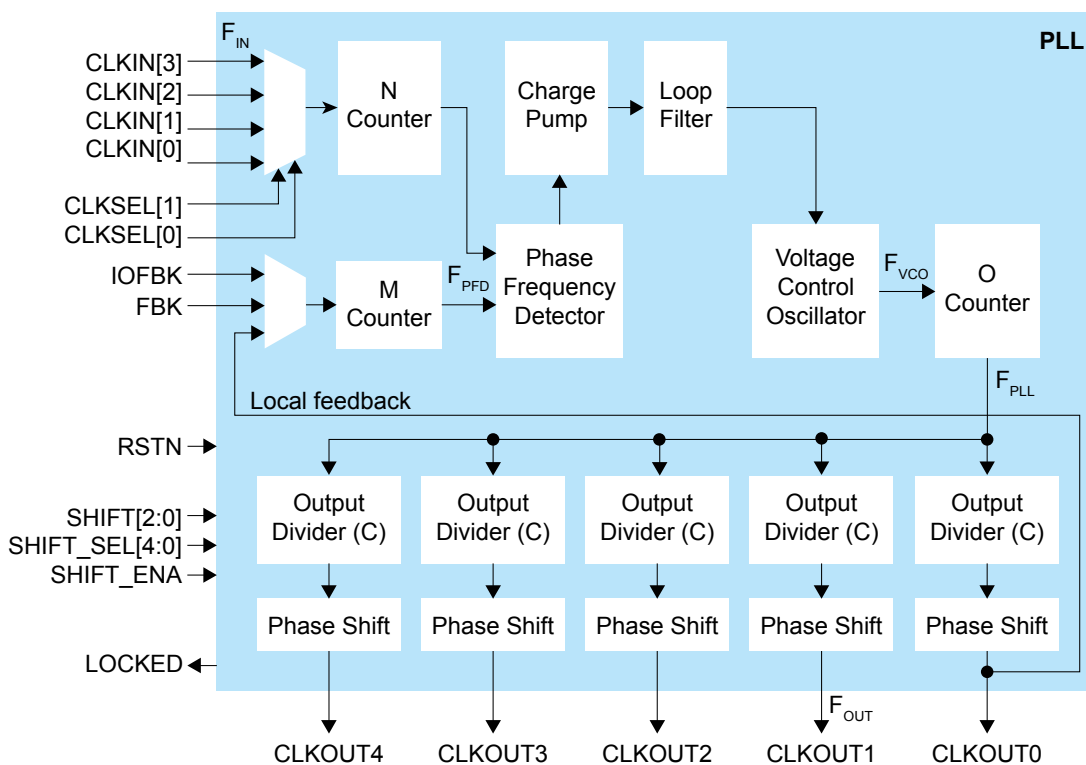 PLL
F_IN
CLKIN[3]
CLKIN[2]
CLKIN[1]
CLKIN[0]
CLKSEL[1]
CLKSEL[0]
IOFBK
FBK
N
Counter
M
Counter
F_PFD
Charge
Pump
Loop
Filter
Phase
Frequency
Detector
Voltage
Control
Oscillator
F_VCO
O
Counter
F_PLL
Local feedback
RSTN
SHIFT[2:0]
SHIFT_SEL[4:0]
SHIFT_ENA
LOCKED
Output
Divider (C)
Output
Divider (C)
Output
Divider (C)
Output
Divider (C)
Output
Divider (C)
Phase Shift
Phase Shift
Phase Shift
Phase Shift
Phase Shift
F_OUT
CLKOUT4
CLKOUT3
CLKOUT2
CLKOUT1
CLKOUT0